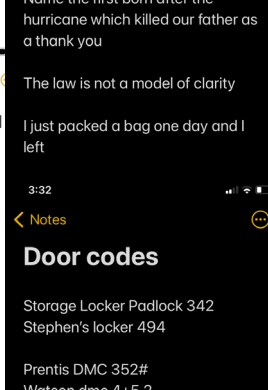 Name the first born after the
hurricane which killed our father as
a thank you
The law is not a model of clarity
I just packed a bag one day and I
left
3:32
Notes
Door codes
Storage Locker Padlock 342
Stephen's locker 494
Prentis DMC 352#